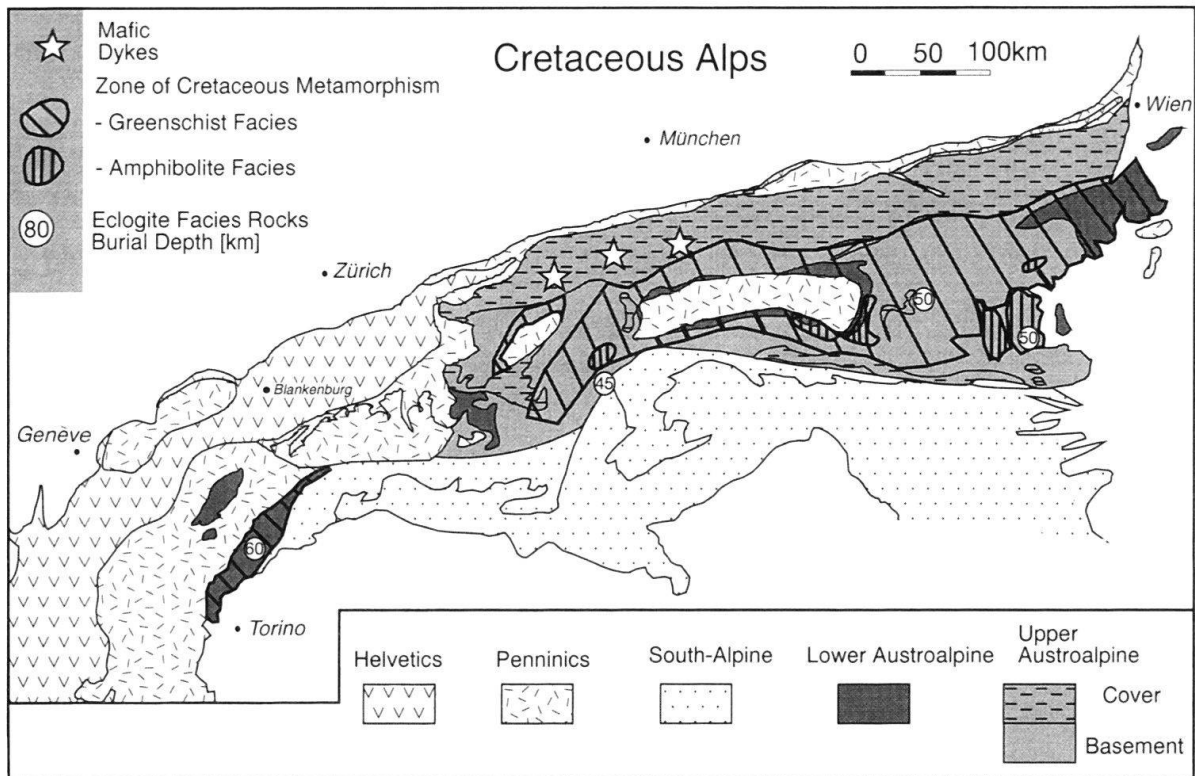 Mafic
Dykes
Zone of Cretaceous Metamorphism
- Greenschist Facies
- Amphibolite Facies
80
Eclogite Facies Rocks
Burial Depth [km]
Cretaceous Alps
0 50 100km
Wien
München
Zürich
Blankenburg
Genève
Torino
50
50
45
60
Helvetics
Penninics
South-Alpine
Lower Austroalpine
Upper
Austroalpine
Cover
Basement